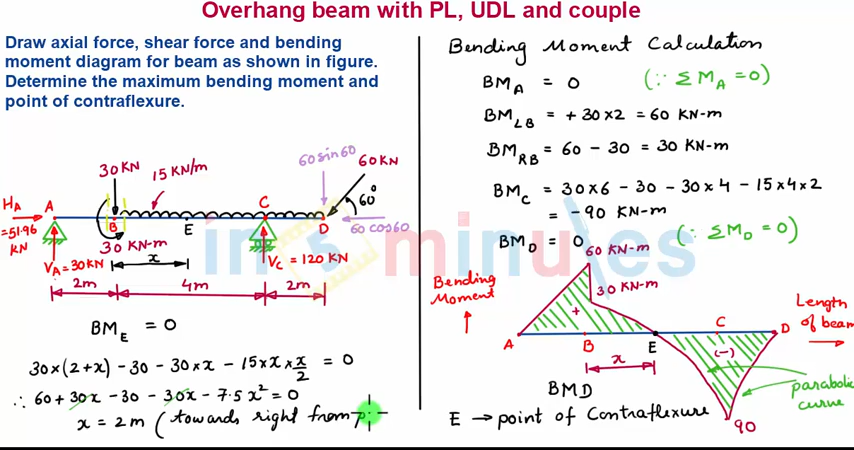 Overhang beam with PL, UDL and couple
Draw axial force, shear force and bending
moment diagram for beam as shown in figure.
Determine the maximum bending moment and
point of contraflexure.
30 KN
15 KN/m
60 sin 60
60 KN
60°
HA
= 51.96
KN
A
B
E
C
D
60 cos 60
30 KN-m
VA = 30 KN
x
VC = 120 KN
2m
4m
2m
BME = 0
30 × (2 + x) - 30 - 30 × x - 15 × x × x/2 = 0
∴ 60 + 30x - 30 - 30x - 7.5 x² = 0
x = 2 m ( towards right from
Bending Moment Calculation
BMA = 0 (∵ ΣMA = 0)
BMLB = + 30 × 2 = 60 KN-m
BMRB = 60 - 30 = 30 KN-m
BMC = 30 × 6 - 30 - 30 × 4 - 15 × 4 × 2
= - 90 KN-m
BMD = 0 (∵ ΣMD = 0)
in 5 minutes
60 KN-m
30 KN-m
Bending
Moment
Length
of beam
+
A
B
E
C
D
(-)
x
BMD
parabolic
curve
E → point of Contraflexure
90